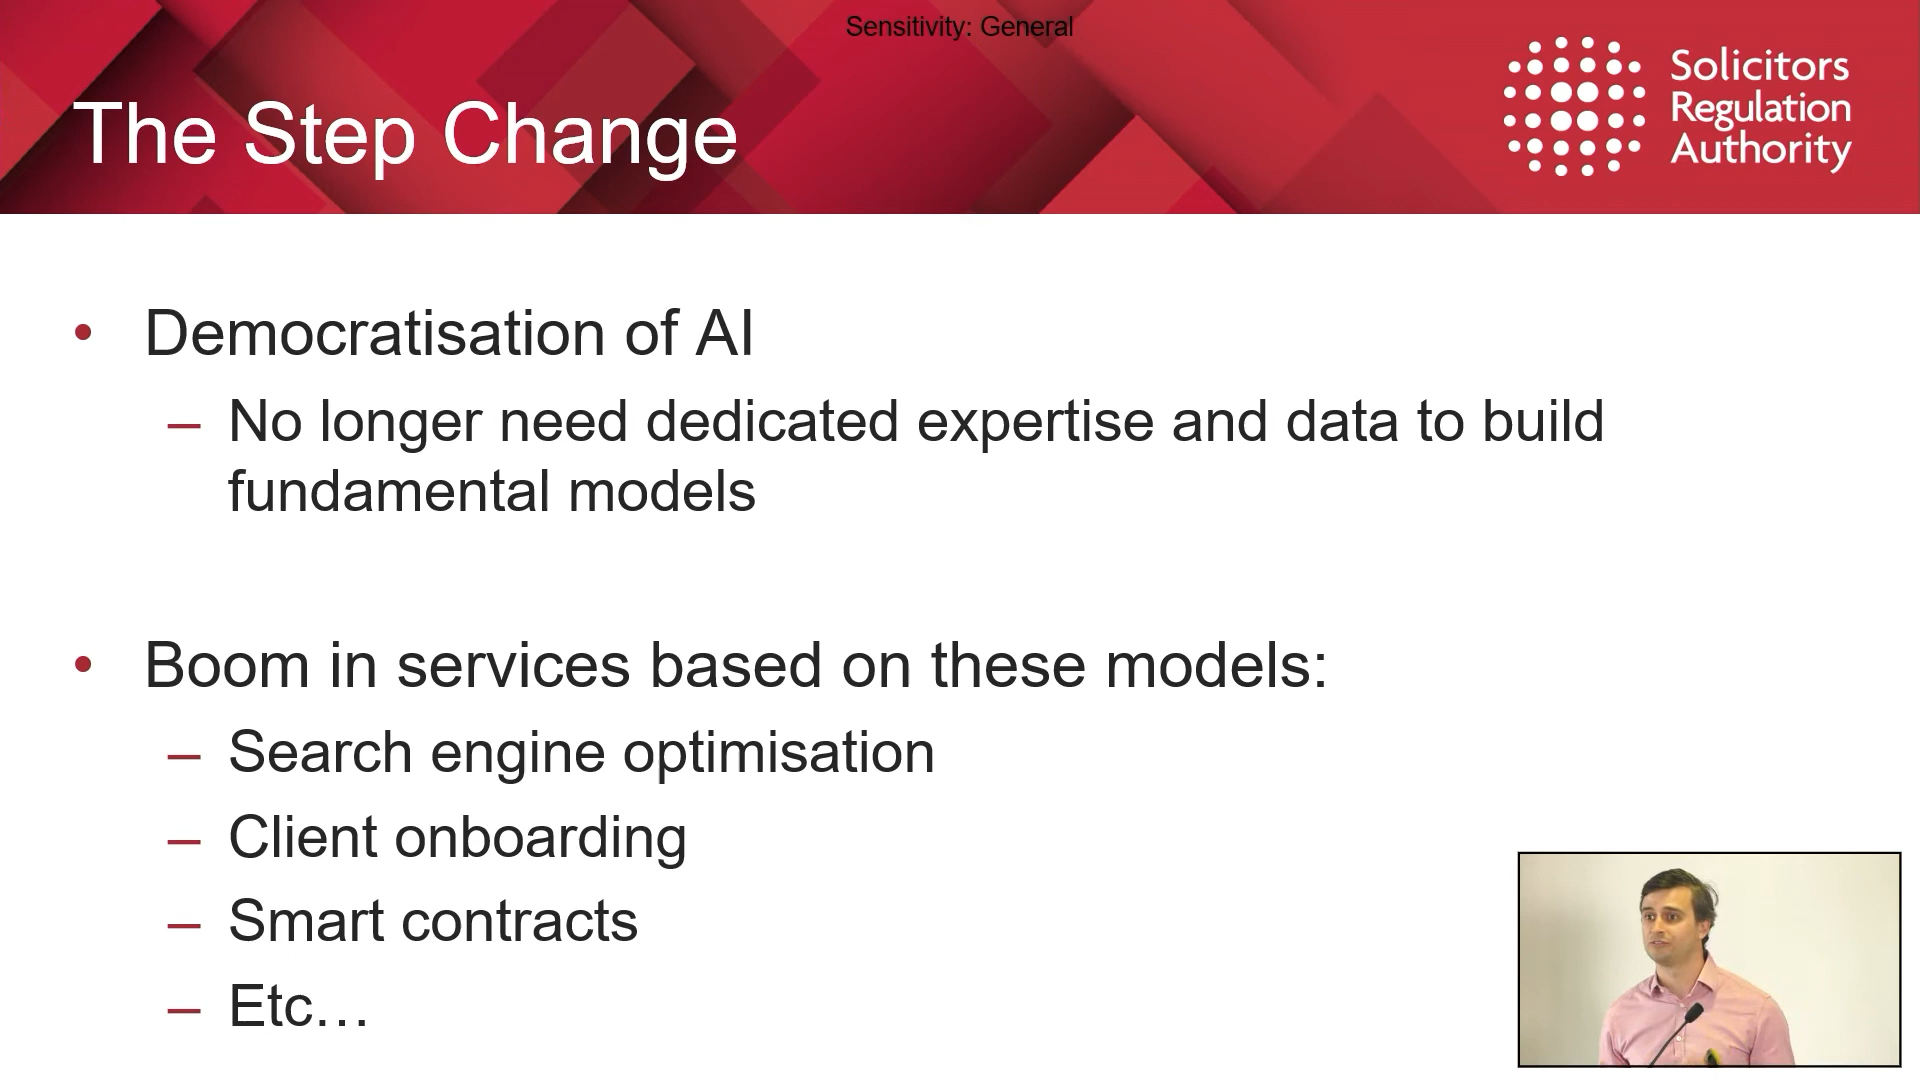 Sensitivity: General
The Step Change
Solicitors
Regulation
Authority
• Democratisation of AI
– No longer need dedicated expertise and data to build
fundamental models
• Boom in services based on these models:
– Search engine optimisation
– Client onboarding
– Smart contracts
– Etc…